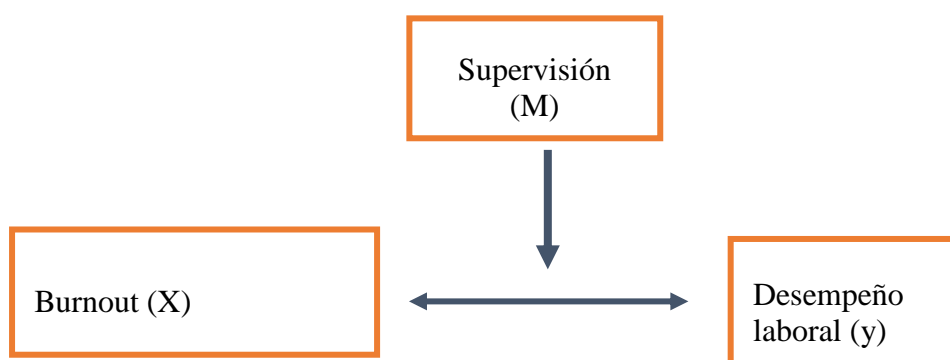 Supervisión
(M)
Burnout (X)
Desempeño
laboral (y)